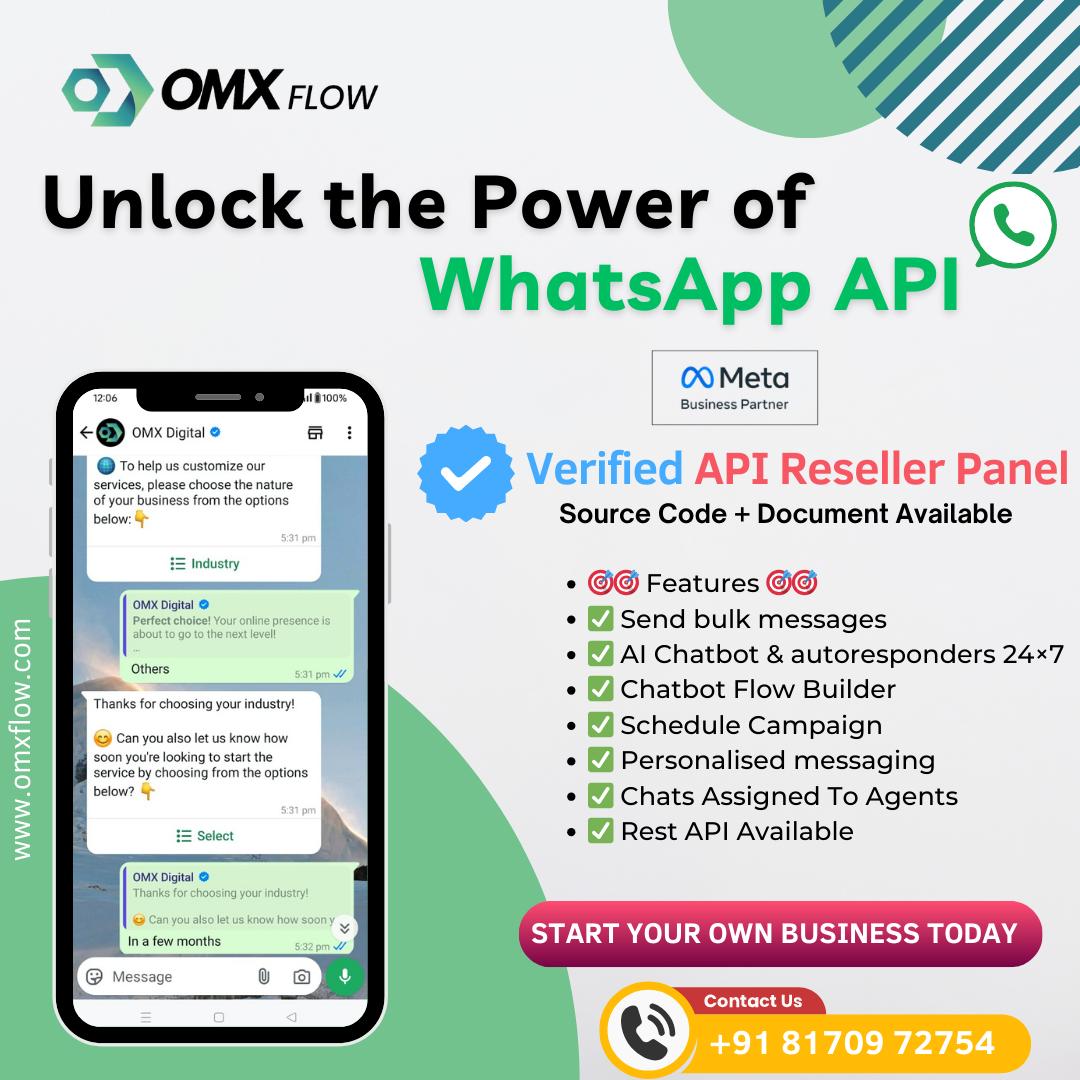 OMX FLOW
Unlock the Power of
WhatsApp API
Meta
Business Partner
Verified API Reseller Panel
Source Code + Document Available
• 🎯🎯 Features 🎯🎯
• ✅ Send bulk messages
• ✅ AI Chatbot & autoresponders 24×7
• ✅ Chatbot Flow Builder
• ✅ Schedule Campaign
• ✅ Personalised messaging
• ✅ Chats Assigned To Agents
• ✅ Rest API Available
START YOUR OWN BUSINESS TODAY
Contact Us
+91 81709 72754
www.omxflow.com
12:06
100%
OMX Digital
🌐 To help us customize our
services, please choose the nature
of your business from the options
below:👇
5:31 pm
Industry
OMX Digital
Perfect choice! Your online presence is
about to go to the next level!
...
Others
5:31 pm
Thanks for choosing your industry!
😊 Can you also let us know how
soon you're looking to start the
service by choosing from the options
below? 👇
5:31 pm
Select
OMX Digital
Thanks for choosing your industry!
😊 Can you also let us know how soon y
In a few months
5:32 pm
Message